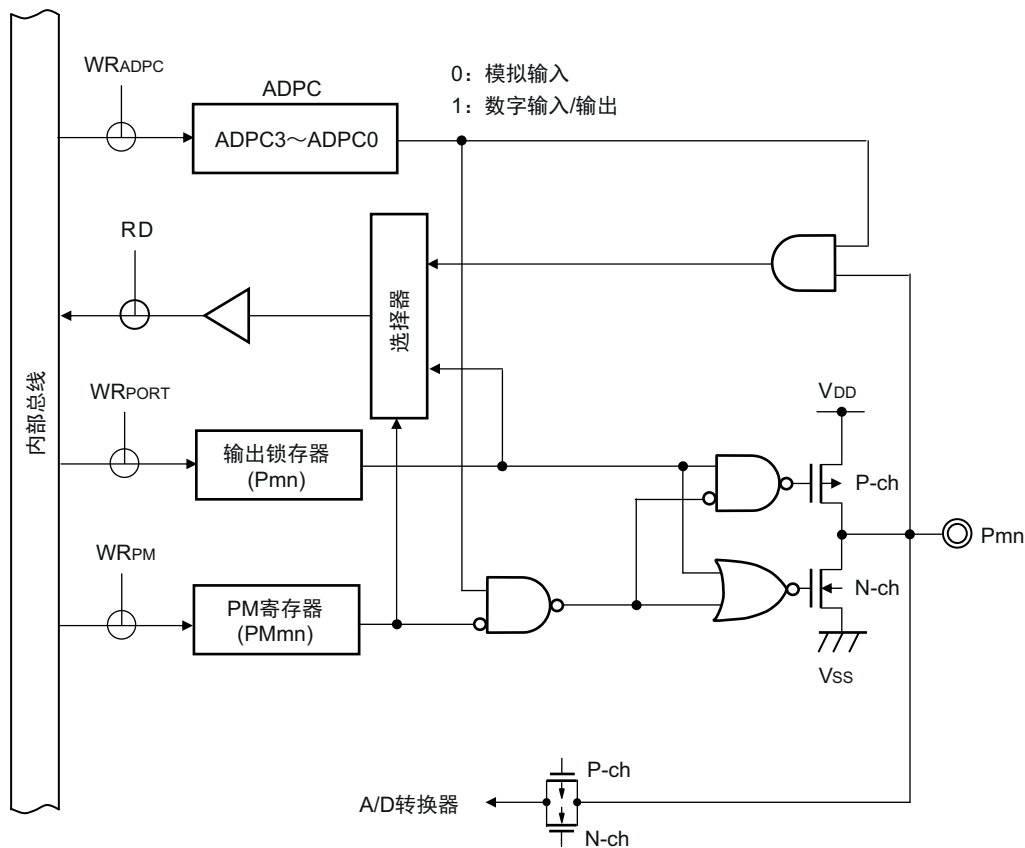 WRADPC
ADPC
0：模拟输入
1：数字输入/输出
ADPC3～ADPC0
RD
选择器
内部总线
WRPORT
VDD
输出锁存器
(Pmn)
P-ch
Pmn
WRPM
N-ch
PM寄存器
(PMmn)
VSS
P-ch
A/D转换器
N-ch